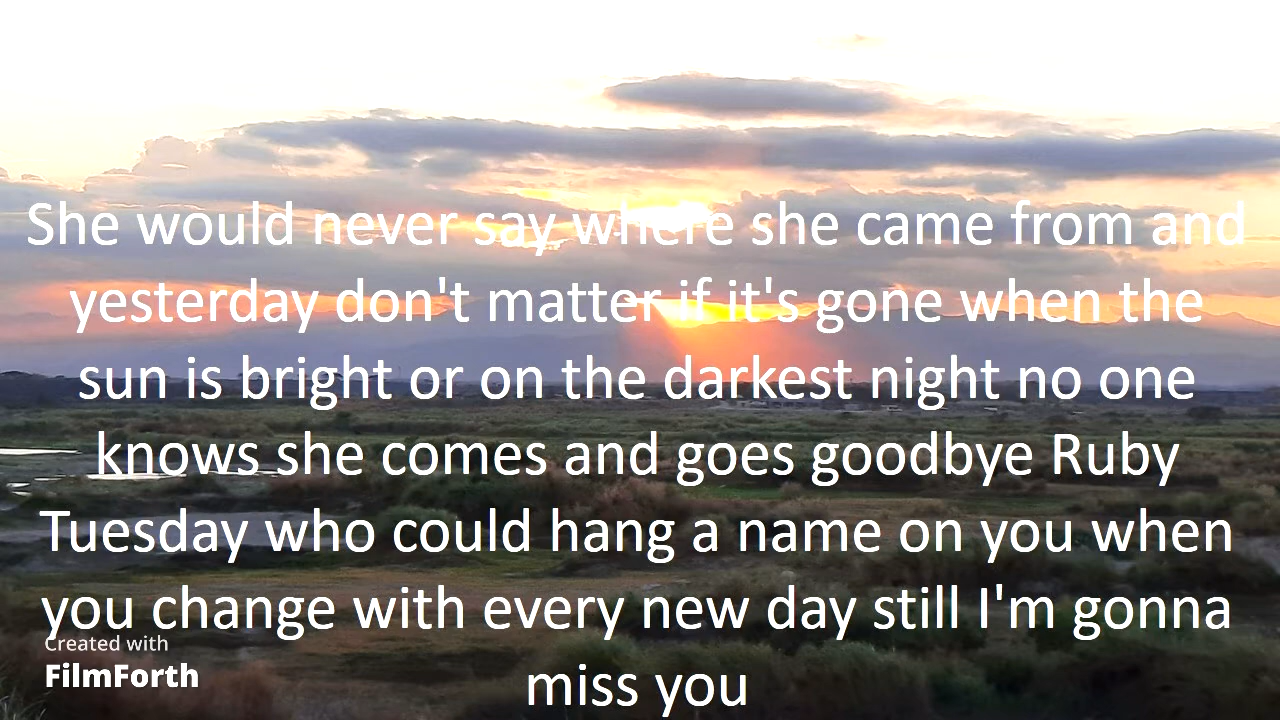 She would never say where she came from and
yesterday don't matter if it's gone when the
sun is bright or on the darkest night no one
knows she comes and goes goodbye Ruby
Tuesday who could hang a name on you when
you change with every new day still I'm gonna
miss you
Created with
FilmForth